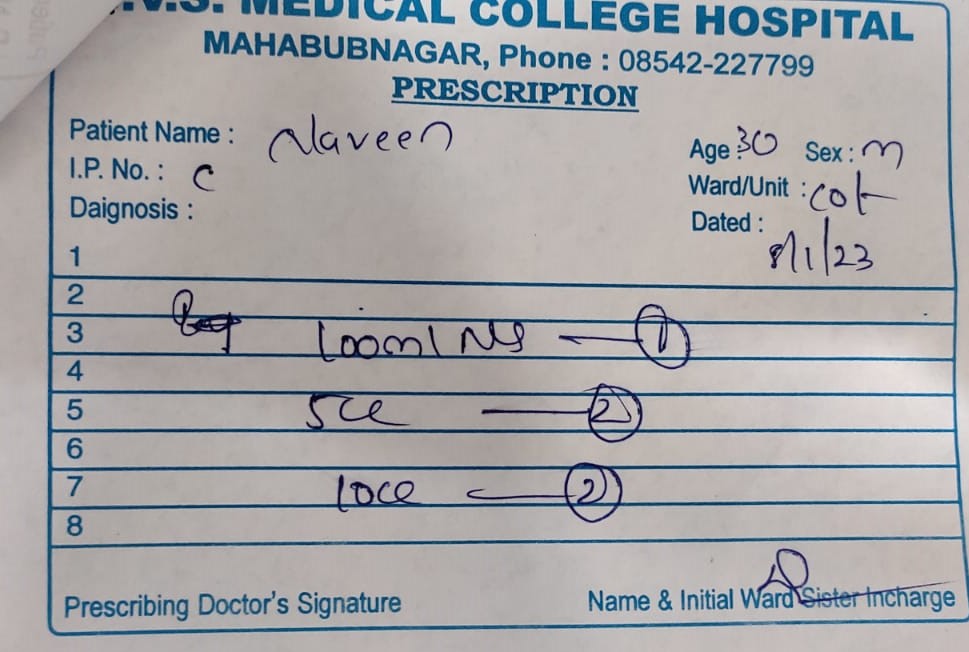 .V.S. MEDICAL COLLEGE HOSPITAL
MAHABUBNAGAR, Phone : 08542-227799
PRESCRIPTION
Patient Name : Naveen
Age : 30 Sex : m
I.P. No. : C
Ward/Unit : cot
Daignosis :
Dated : 8/1/23
1
2
3 100ml NS — 1
4
5 5cc — 2
6
7 10cc — 2
8
Prescribing Doctor's Signature
Name & Initial Ward Sister Incharge